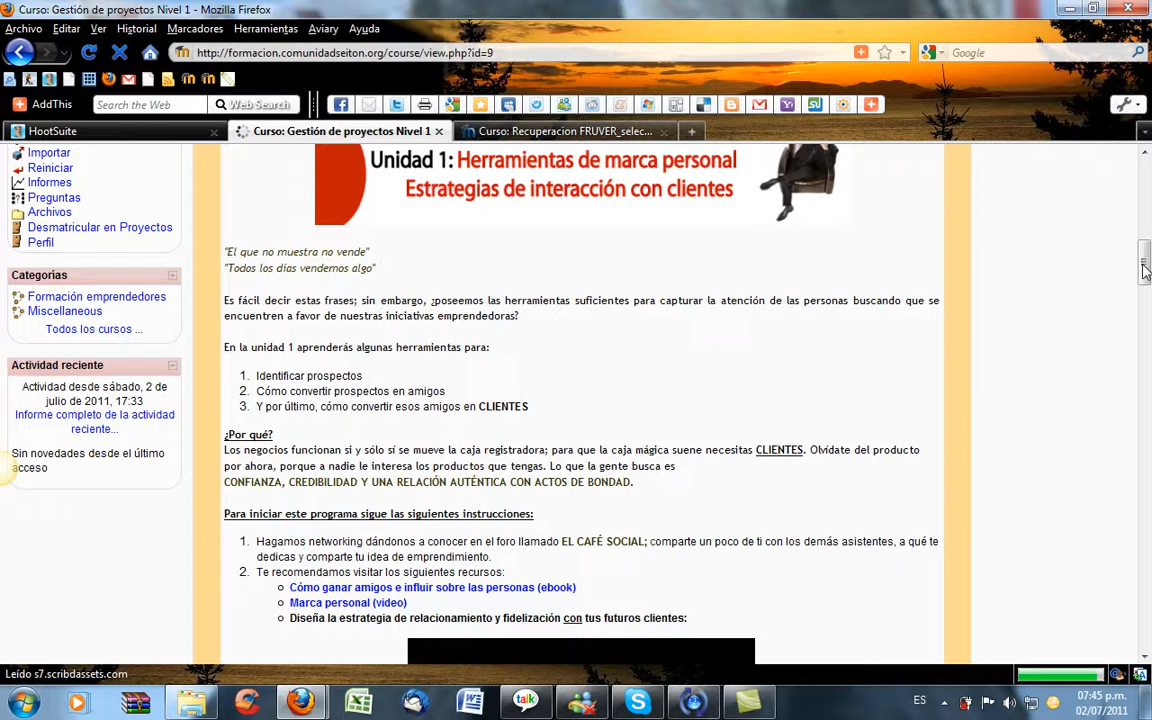 Curso: Gestión de proyectos Nivel 1 - Mozilla Firefox
Archivo Editar Ver Historial Marcadores Herramientas Aviary Ayuda
http://formacion.comunidadseiton.org/course/view.php?id=9
Google
AddThis
Search the Web
Web Search
HootSuite
Curso: Gestión de proyectos Nivel 1
Curso: Recuperacion FRUVER_selec...
Importar
Reiniciar
Informes
Preguntas
Archivos
Desmatricular en Proyectos
Perfil
Categorías
Formación emprendedores
Miscellaneous
Todos los cursos ...
Actividad reciente
Actividad desde sábado, 2 de
julio de 2011, 17:33
Informe completo de la actividad
reciente...
Sin novedades desde el último
acceso
Unidad 1: Herramientas de marca personal
Estrategias de interacción con clientes
"El que no muestra no vende"
"Todos los días vendemos algo"
Es fácil decir estas frases; sin embargo, ¿poseemos las herramientas suficientes para capturar la atención de las personas buscando que se
encuentren a favor de nuestras iniciativas emprendedoras?
En la unidad 1 aprenderás algunas herramientas para:
1. Identificar prospectos
2. Cómo convertir prospectos en amigos
3. Y por último, cómo convertir esos amigos en CLIENTES
¿Por qué?
Los negocios funcionan si y sólo sí se mueve la caja registradora; para que la caja mágica suene necesitas CLIENTES. Olvídate del producto
por ahora, porque a nadie le interesa los productos que tengas. Lo que la gente busca es
CONFIANZA, CREDIBILIDAD Y UNA RELACIÓN AUTÉNTICA CON ACTOS DE BONDAD.
Para iniciar este programa sigue las siguientes instrucciones:
1. Hagamos networking dándonos a conocer en el foro llamado EL CAFÉ SOCIAL; comparte un poco de ti con los demás asistentes, a qué te
dedicas y comparte tu idea de emprendimiento.
2. Te recomendamos visitar los siguientes recursos:
Cómo ganar amigos e influir sobre las personas (ebook)
Marca personal (video)
Diseña la estrategia de relacionamiento y fidelización con tus futuros clientes:
Leído s7.scribdassets.com
talk
ES
07:45 p.m.
02/07/2011